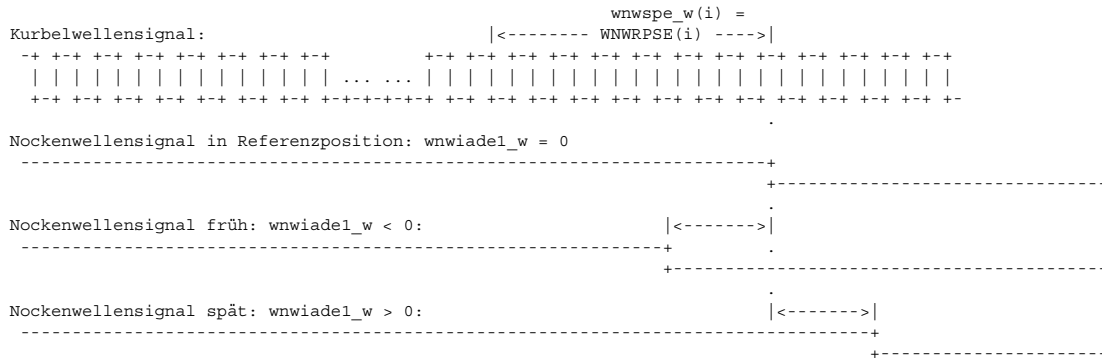 wnwspe_w(i) =
Kurbelwellensignal: |<-------- WNWRPSE(i) ---->|
-+ +-+ +-+ +-+ +-+ +-+ +-+ +-+ +-+ +-+ +-+ +-+ +-+ +-+ +-+ +-+ +-+ +-+ +-+ +-+ +-+
| | | | | | | | | | | | | | | ... ... | | | | | | | | | | | | | | | | | | | | | | | | | |
+-+ +-+ +-+ +-+ +-+ +-+ +-+ +-+-+-+-+-+ +-+ +-+ +-+ +-+ +-+ +-+ +-+ +-+ +-+ +-+ +-+ +-+ +-
.
Nockenwellensignal in Referenzposition: wnwiade1_w = 0
------------------------------------------------------------------------+
+--------------------------------
.
Nockenwellensignal früh: wnwiade1_w < 0: |<------->|
--------------------------------------------------------------+ .
+------------------------------------------
.
Nockenwellensignal spät: wnwiade1_w > 0: |<------->|
----------------------------------------------------------------------------------+
+----------------------